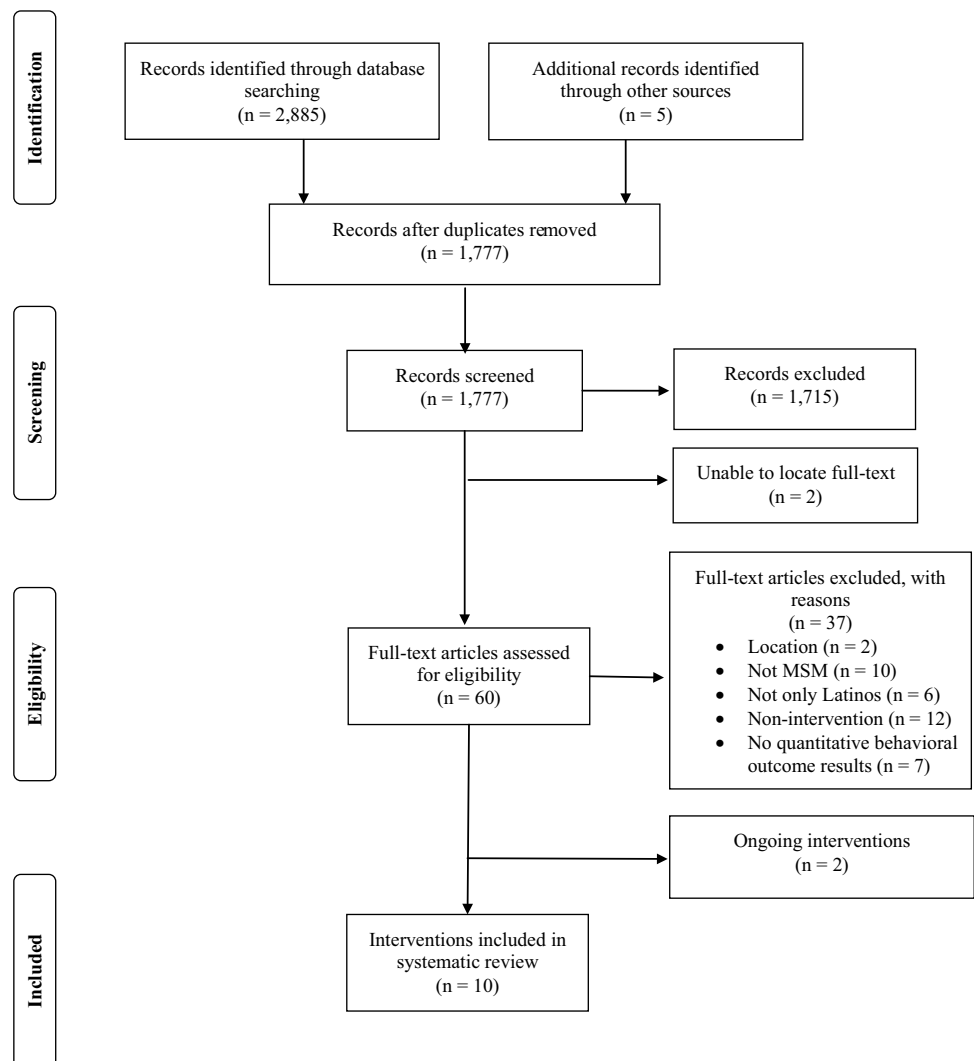 Identification
Records identified through database
searching
(n = 2,885)
Additional records identified
through other sources
(n = 5)
Records after duplicates removed
(n = 1,777)
Screening
Records screened
(n = 1,777)
Records excluded
(n = 1,715)
Unable to locate full-text
(n = 2)
Eligibility
Full-text articles assessed
for eligibility
(n = 60)
Full-text articles excluded, with
reasons
(n = 37)
• Location (n = 2)
• Not MSM (n = 10)
• Not only Latinos (n = 6)
• Non-intervention (n = 12)
• No quantitative behavioral
outcome results (n = 7)
Ongoing interventions
(n = 2)
Included
Interventions included in
systematic review
(n = 10)